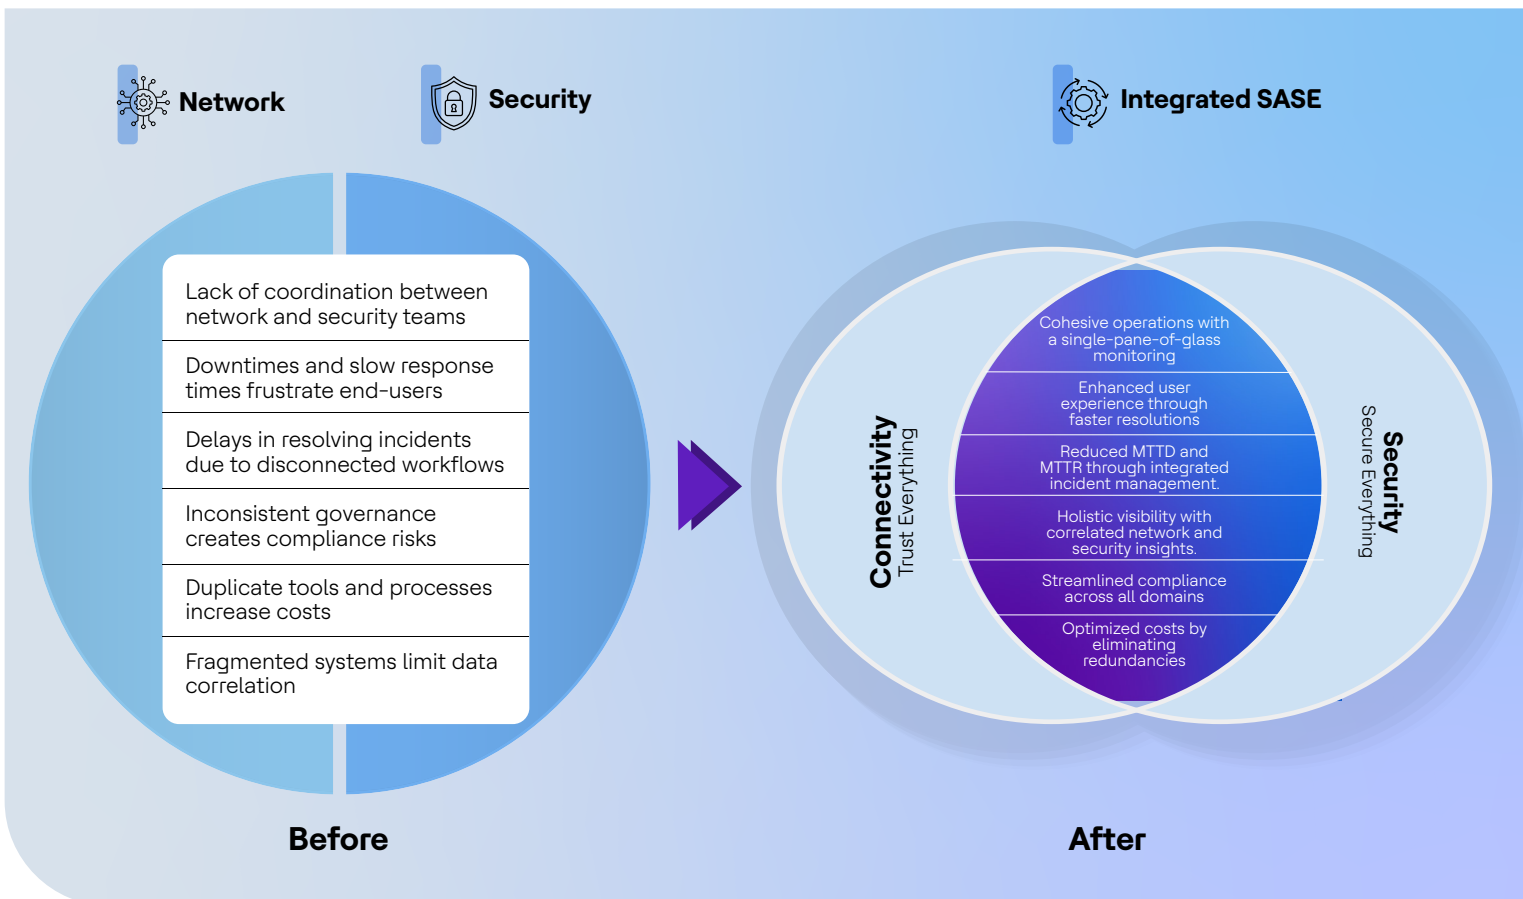 Network
Security
Integrated SASE
Lack of coordination between
network and security teams
Downtimes and slow response
times frustrate end-users
Delays in resolving incidents
due to disconnected workflows
Inconsistent governance
creates compliance risks
Duplicate tools and processes
increase costs
Fragmented systems limit data
correlation
Before
Connectivity
Trust Everything
Cohesive operations with
a single-pane-of-glass
monitoring
Enhanced user
experience through
faster resolutions
Reduced MTTD and
MTTR through integrated
incident management.
Holistic visibility with
correlated network and
security insights.
Streamlined compliance
across all domains
Optimized costs by
eliminating
redundancies
Security
Secure Everything
After